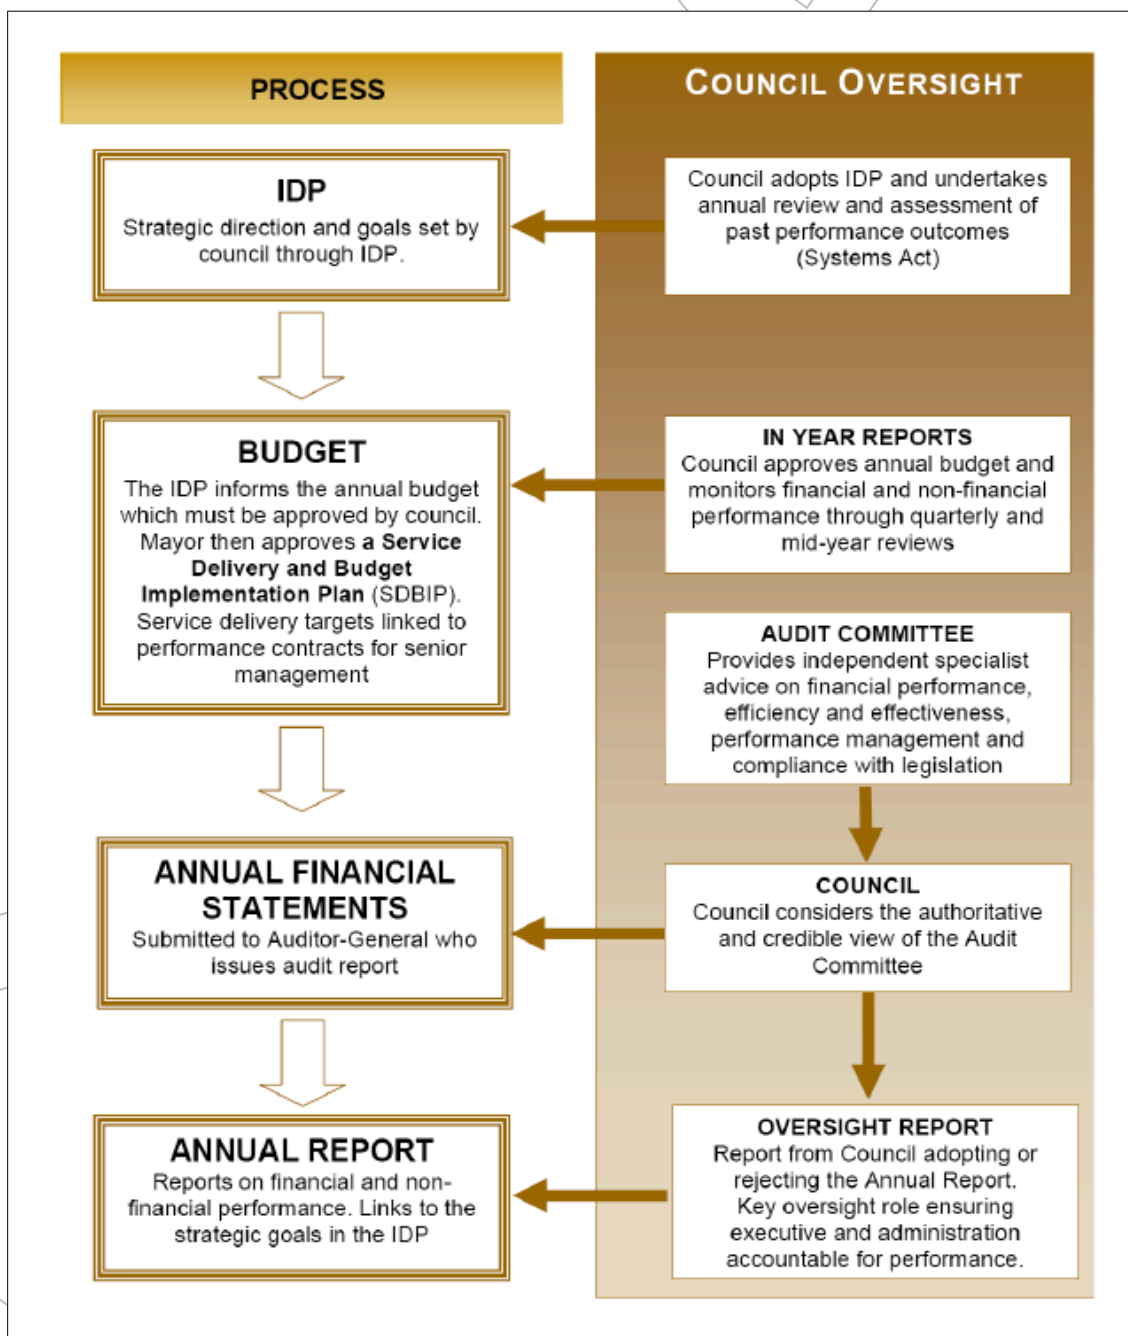 PROCESS
IDP
Strategic direction and goals set by
council through IDP.
BUDGET
The IDP informs the annual budget
which must be approved by council.
Mayor then approves a Service
Delivery and Budget
Implementation Plan (SDBIP).
Service delivery targets linked to
performance contracts for senior
management
ANNUAL FINANCIAL
STATEMENTS
Submitted to Auditor-General who
issues audit report
ANNUAL REPORT
Reports on financial and non-
financial performance. Links to the
strategic goals in the IDP
COUNCIL OVERSIGHT
Council adopts IDP and undertakes
annual review and assessment of
past performance outcomes
(Systems Act)
IN YEAR REPORTS
Council approves annual budget and
monitors financial and non-financial
performance through quarterly and
mid-year reviews
AUDIT COMMITTEE
Provides independent specialist
advice on financial performance,
efficiency and effectiveness,
performance management and
compliance with legislation
COUNCIL
Council considers the authoritative
and credible view of the Audit
Committee
OVERSIGHT REPORT
Report from Council adopting or
rejecting the Annual Report.
Key oversight role ensuring
executive and administration
accountable for performance.